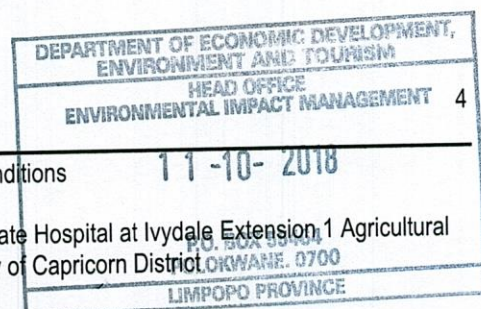 DEPARTMENT OF ECONOMIC DEVELOPMENT,
ENVIRONMENT AND TOURISM
HEAD OFFICE
ENVIRONMENTAL IMPACT MANAGEMENT
4
nditions
11-10-2018
ate Hospital at Ivydale Extension 1 Agricultural
P.O. BOX
y of Capricorn District
POLOKWANE. 0700
LIMPOPO PROVINCE